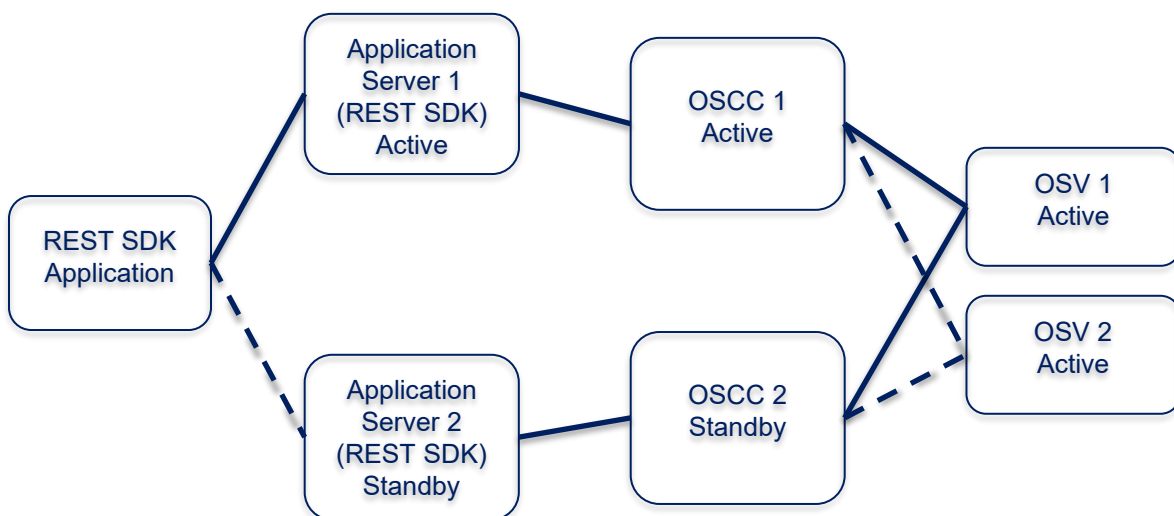 REST SDK
Application
Application
Server 1
(REST SDK)
Active
Application
Server 2
(REST SDK)
Standby
OSCC 1
Active
OSCC 2
Standby
OSV 1
Active
OSV 2
Active